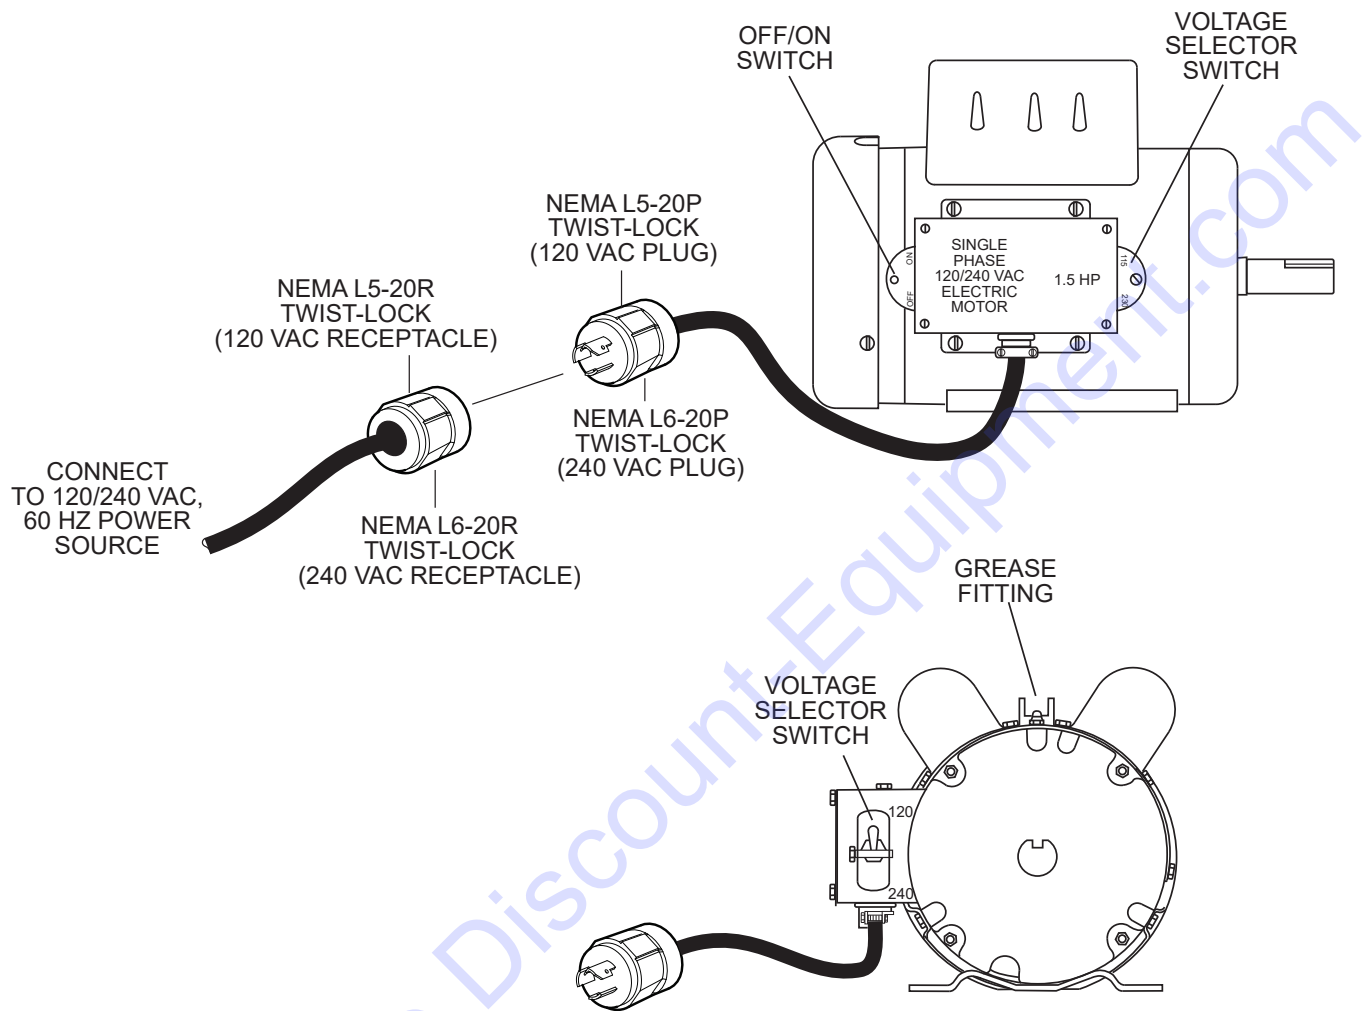 OFF/ON
SWITCH
VOLTAGE
SELECTOR
SWITCH
NEMA L5-20P
TWIST-LOCK
(120 VAC PLUG)
NEMA L5-20R
TWIST-LOCK
(120 VAC RECEPTACLE)
ON
OFF
SINGLE
PHASE
120/240 VAC
ELECTRIC
MOTOR
1.5 HP
115
230
NEMA L6-20P
TWIST-LOCK
(240 VAC PLUG)
CONNECT
TO 120/240 VAC,
60 HZ POWER
SOURCE
NEMA L6-20R
TWIST-LOCK
(240 VAC RECEPTACLE)
GREASE
FITTING
VOLTAGE
SELECTOR
SWITCH
120
240
Discount-Equipment.com